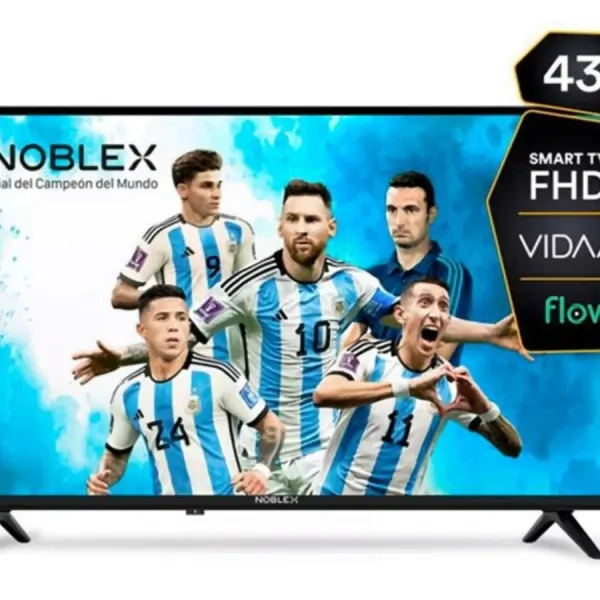 43
NOBLEX
ial del Campeón del Mundo
SMART TV
FHD
VIDAA
flow
9
10
24
11
NOBLEX